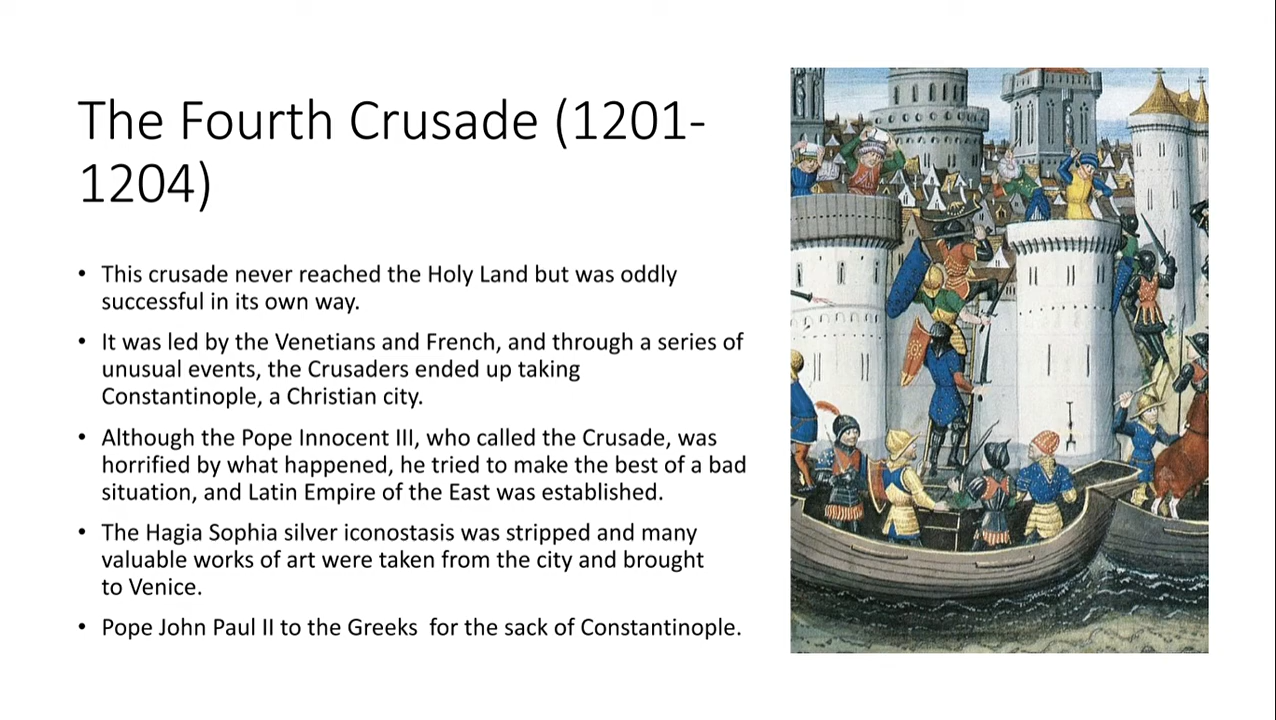 The Fourth Crusade (1201-
1204)
• This crusade never reached the Holy Land but was oddly
successful in its own way.
• It was led by the Venetians and French, and through a series of
unusual events, the Crusaders ended up taking
Constantinople, a Christian city.
• Although the Pope Innocent III, who called the Crusade, was
horrified by what happened, he tried to make the best of a bad
situation, and Latin Empire of the East was established.
• The Hagia Sophia silver iconostasis was stripped and many
valuable works of art were taken from the city and brought
to Venice.
• Pope John Paul II to the Greeks  for the sack of Constantinople.